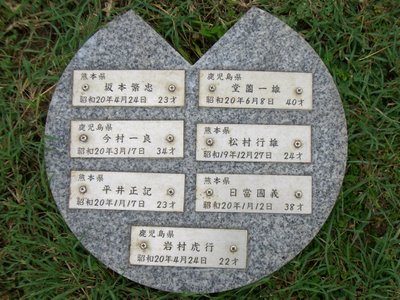 熊本県
坂本繁忠
昭和20年4月24日 23才
鹿児島県
堂園一雄
昭和20年6月8日 40才
鹿児島県
今村一良
昭和20年3月17日 34才
熊本県
松村行雄
昭和19年12月27日 24才
熊本県
平井正記
昭和20年1月17日 23才
熊本県
日當國義
昭和20年1月12日 38才
鹿児島県
岩村虎行
昭和20年4月24日 22才